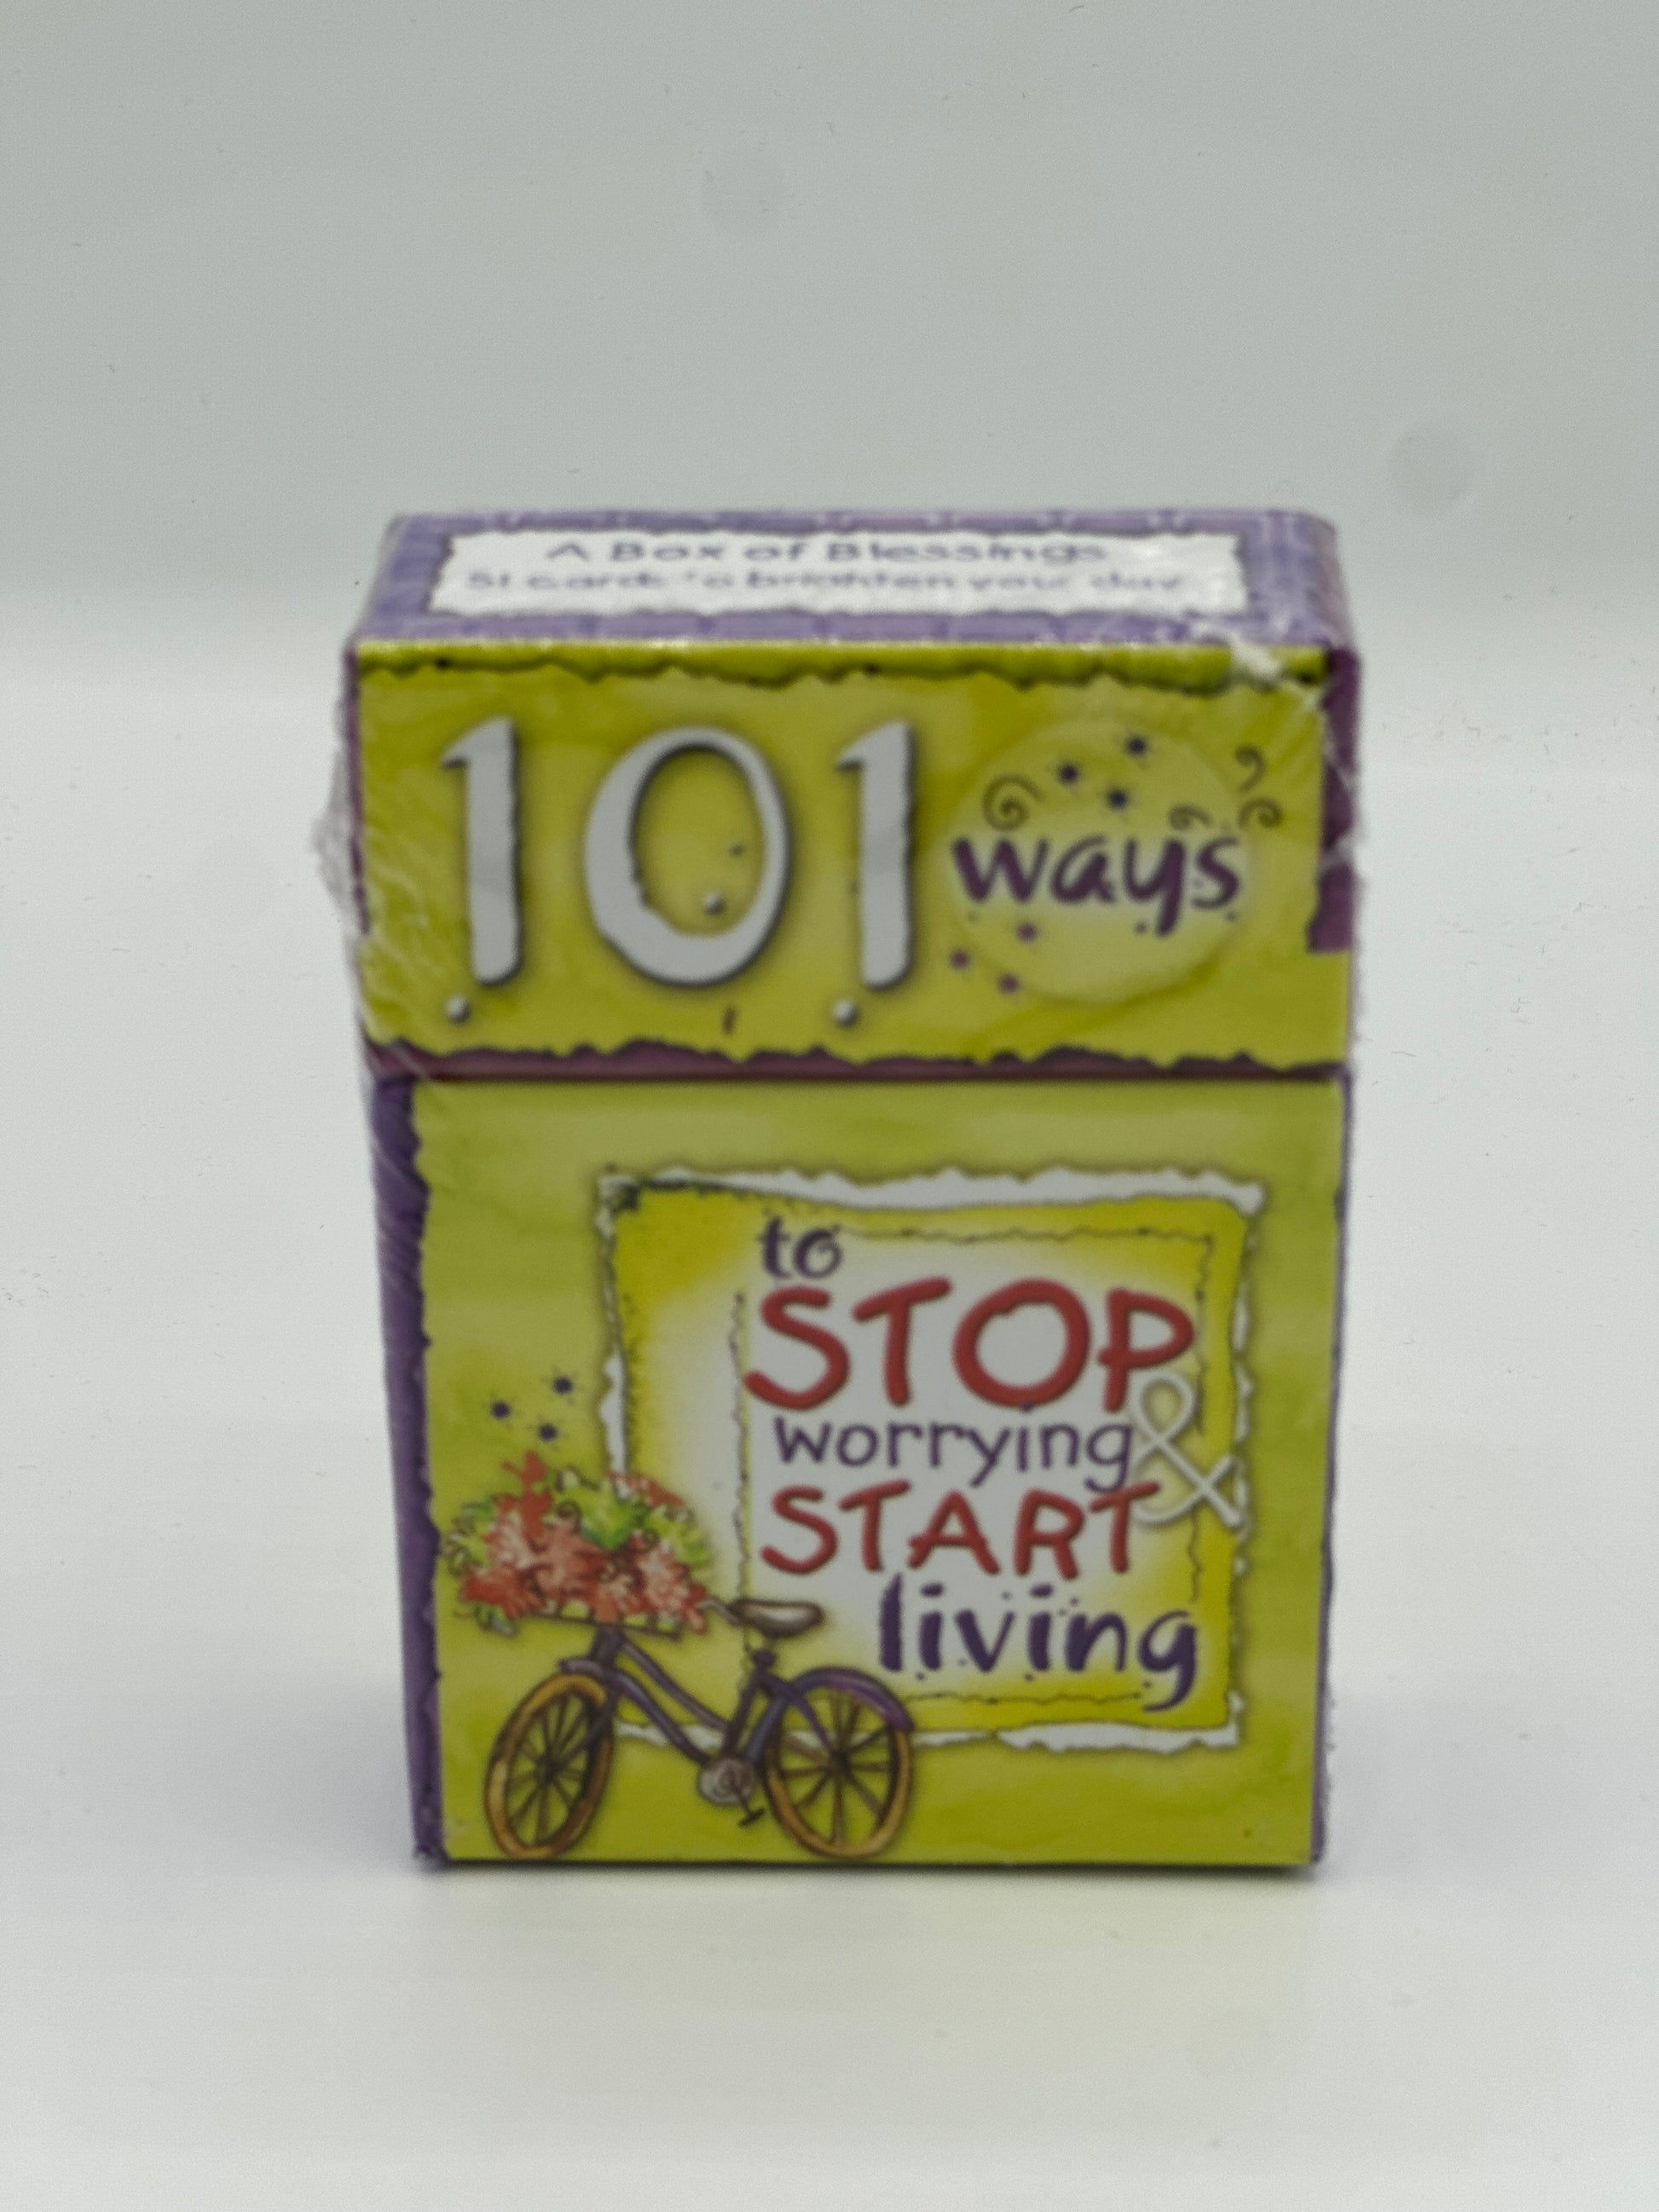 A Box of Blessings
51 cards to brighten your day
101 ways
to
STOP
worrying &
START
living